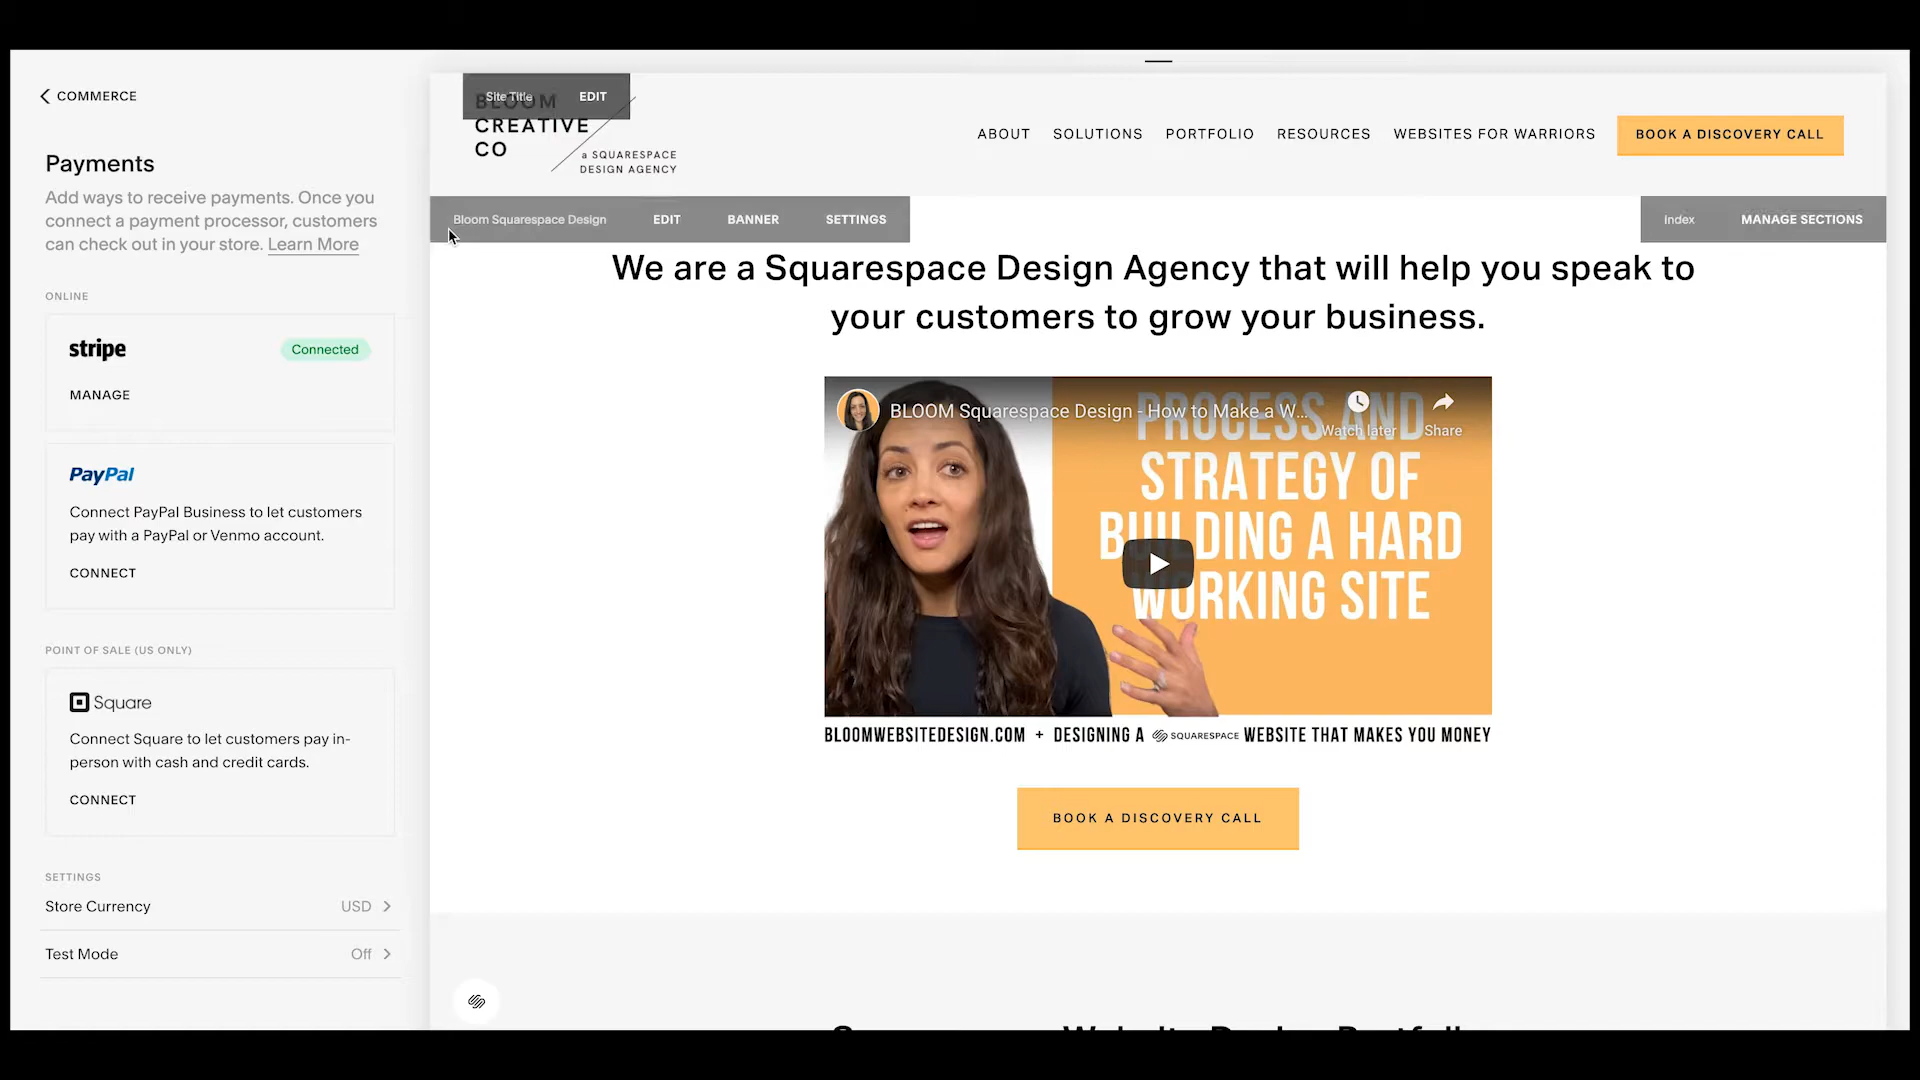 COMMERCE
Payments
Add ways to receive payments. Once you
connect a payment processor, customers
can check out in your store. Learn More
ONLINE
stripe
Connected
MANAGE
PayPal
Connect PayPal Business to let customers
pay with a PayPal or Venmo account.
CONNECT
POINT OF SALE (US ONLY)
Square
Connect Square to let customers pay in-
person with cash and credit cards.
CONNECT
SETTINGS
Store Currency USD
Test Mode Off
Site Title EDIT
BLOOM
CREATIVE
CO
a SQUARESPACE
DESIGN AGENCY
ABOUT SOLUTIONS PORTFOLIO RESOURCES WEBSITES FOR WARRIORS BOOK A DISCOVERY CALL
Bloom Squarespace Design EDIT BANNER SETTINGS
Index MANAGE SECTIONS
We are a Squarespace Design Agency that will help you speak to
your customers to grow your business.
BLOOM Squarespace Design - How to Make a W...
Watch later Share
PROCESS AND
STRATEGY OF
BUILDING A HARD
WORKING SITE
BLOOMWEBSITEDESIGN.COM + DESIGNING A SQUARESPACE WEBSITE THAT MAKES YOU MONEY
BOOK A DISCOVERY CALL